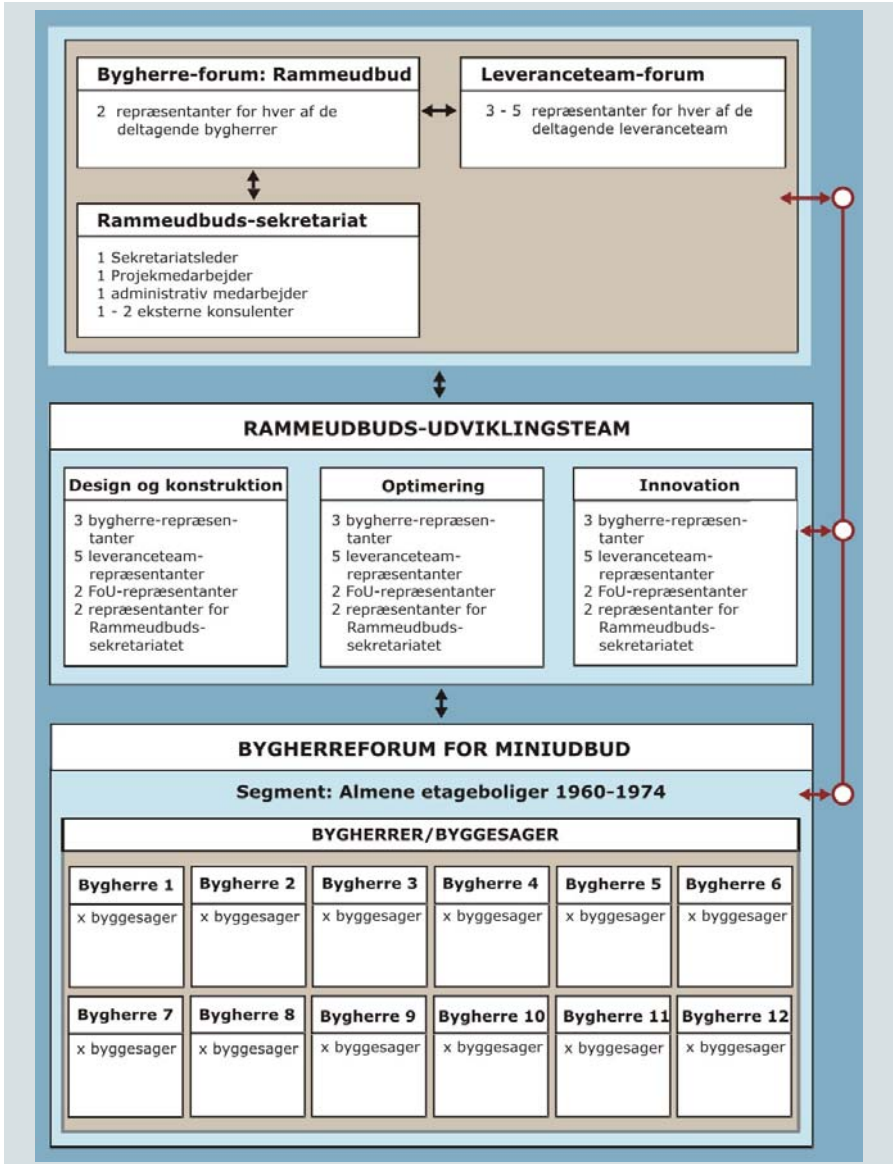 Bygherre-forum: Rammeudbud
2 repræsentanter for hver af de
deltagende bygherrer
Leveranceteam-forum
3 - 5 repræsentanter for hver af de
deltagende leveranceteam
Rammeudbuds-sekretariat
1 Sekretariatsleder
1 Projekmedarbejder
1 administrativ medarbejder
1 - 2 eksterne konsulenter
RAMMEUDBUDS-UDVIKLINGSTEAM
Design og konstruktion
3 bygherre-repræsen-
tanter
5 leveranceteam-
repræsentanter
2 FoU-repræsentanter
2 repræsentanter for
Rammeudbuds-
sekretariatet
Optimering
3 bygherre-repræsen-
tanter
5 leveranceteam-
repræsentanter
2 FoU-repræsentanter
2 repræsentanter for
Rammeudbuds-
sekretariatet
Innovation
3 bygherre-repræsen-
tanter
5 leveranceteam-
repræsentanter
2 FoU-repræsentanter
2 repræsentanter for
Rammeudbuds-
sekretariatet
BYGHERREFORUM FOR MINIUDBUD
Segment: Almene etageboliger 1960-1974
BYGHERRER/BYGGESAGER
Bygherre 1
x byggesager
Bygherre 2
x byggesager
Bygherre 3
x byggesager
Bygherre 4
x byggesager
Bygherre 5
x byggesager
Bygherre 6
x byggesager
Bygherre 7
x byggesager
Bygherre 8
x byggesager
Bygherre 9
x byggesager
Bygherre 10
x byggesager
Bygherre 11
x byggesager
Bygherre 12
x byggesager